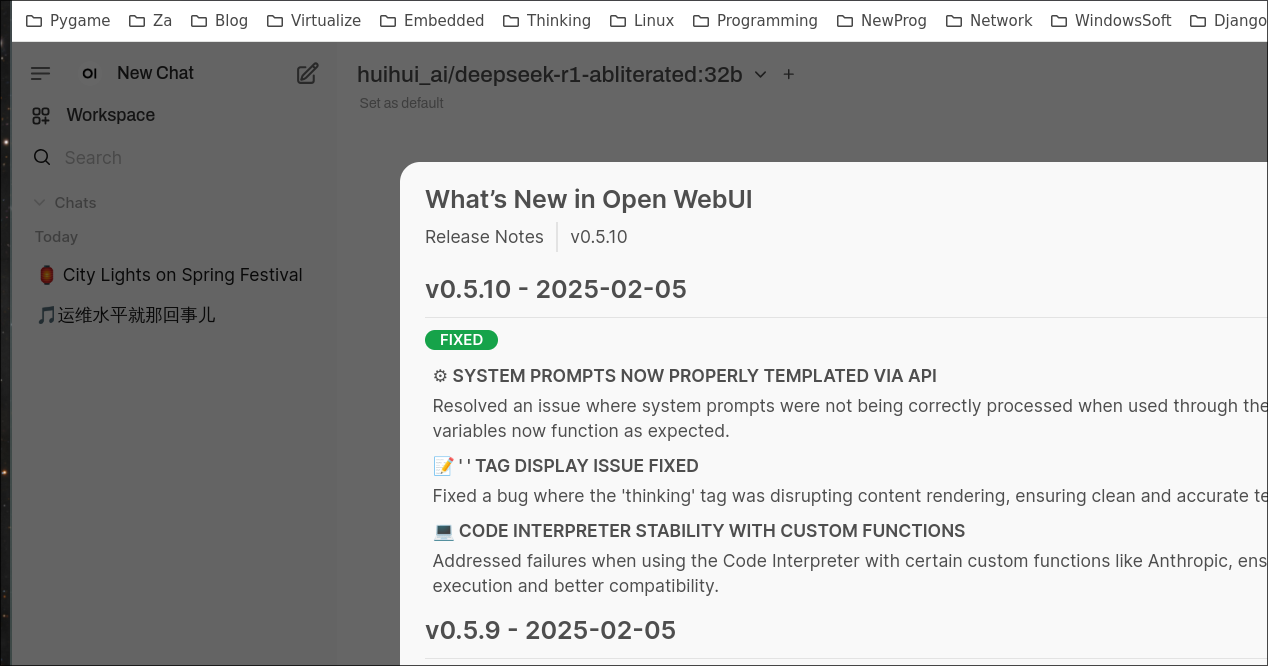 Pygame Za Blog Virtualize Embedded Thinking Linux Programming NewProg Network WindowsSoft Django
OI New Chat
Workspace
Search
Chats
Today
🏮 City Lights on Spring Festival
🎵运维水平就那回事儿
huihui_ai/deepseek-r1-abliterated:32b +
Set as default
What’s New in Open WebUI
Release Notes v0.5.10
v0.5.10 - 2025-02-05
FIXED
⚙ SYSTEM PROMPTS NOW PROPERLY TEMPLATED VIA API
Resolved an issue where system prompts were not being correctly processed when used through the
variables now function as expected.
📝 ' ' TAG DISPLAY ISSUE FIXED
Fixed a bug where the 'thinking' tag was disrupting content rendering, ensuring clean and accurate te
💻 CODE INTERPRETER STABILITY WITH CUSTOM FUNCTIONS
Addressed failures when using the Code Interpreter with certain custom functions like Anthropic, ens
execution and better compatibility.
v0.5.9 - 2025-02-05